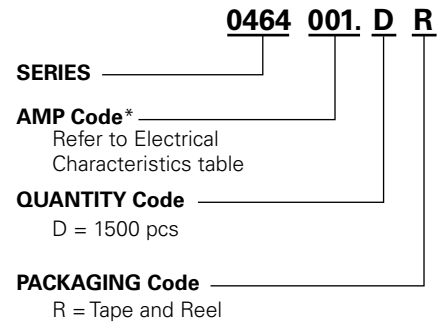 0464 001. D R
SERIES
AMP Code*
Refer to Electrical
Characteristics table
QUANTITY Code
D = 1500 pcs
PACKAGING Code
R = Tape and Reel